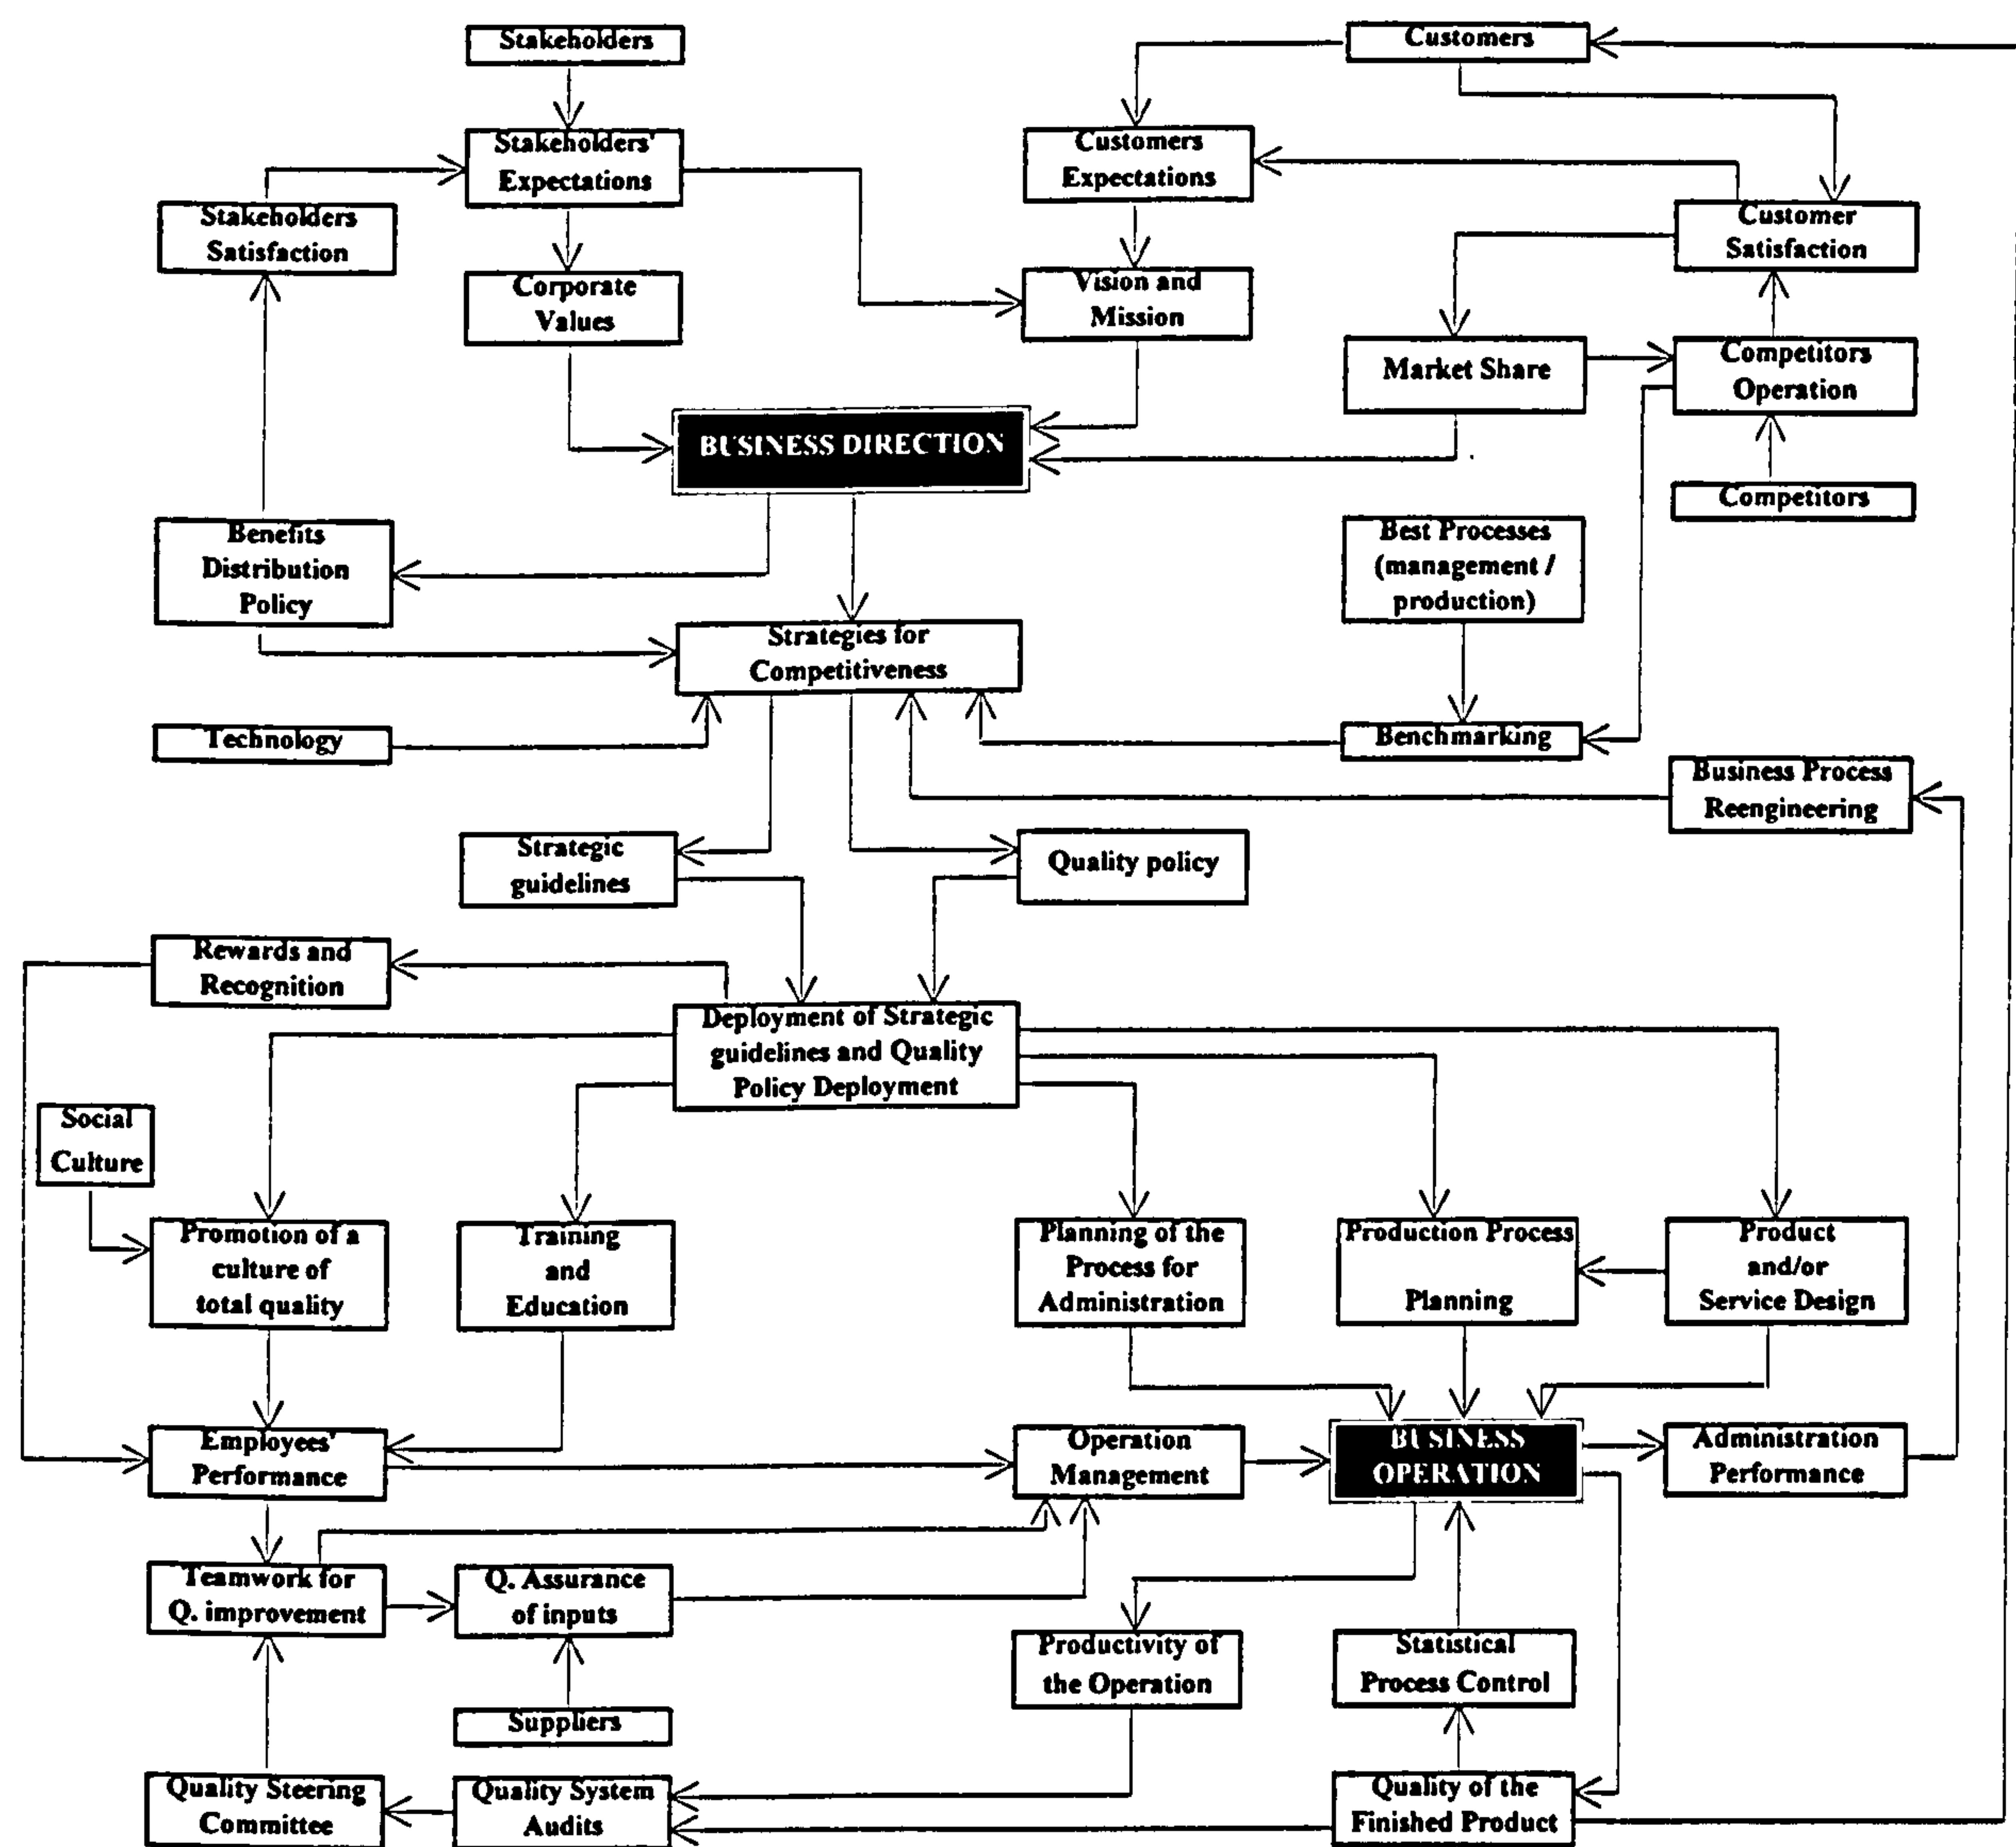 Stakeholders
Customers
Stakeholders'
Expectations
Customers
Expectations
Stakeholders
Satisfaction
Customer
Satisfaction
Corporate
Values
Vision and
Mission
Market Share
Competitors
Operation
BUSINESS DIRECTION
Competitors
Benefits
Distribution
Policy
Best Processes
(management /
production)
Strategies for
Competitiveness
Technology
Benchmarking
Business Process
Reengineering
Strategic
guidelines
Quality policy
Rewards and
Recognition
Deployment of Strategic
guidelines and Quality
Policy Deployment
Social
Culture
Promotion of a
culture of
total quality
Training
and
Education
Planning of the
Process for
Administration
Production Process
Planning
Product
and/or
Service Design
Employees'
Performance
Operation
Management
BUSINESS
OPERATION
Administration
Performance
Teamwork for
Q. improvement
Q. Assurance
of inputs
Productivity of
the Operation
Statistical
Process Control
Suppliers
Quality Steering
Committee
Quality System
Audits
Quality of the
Finished Product